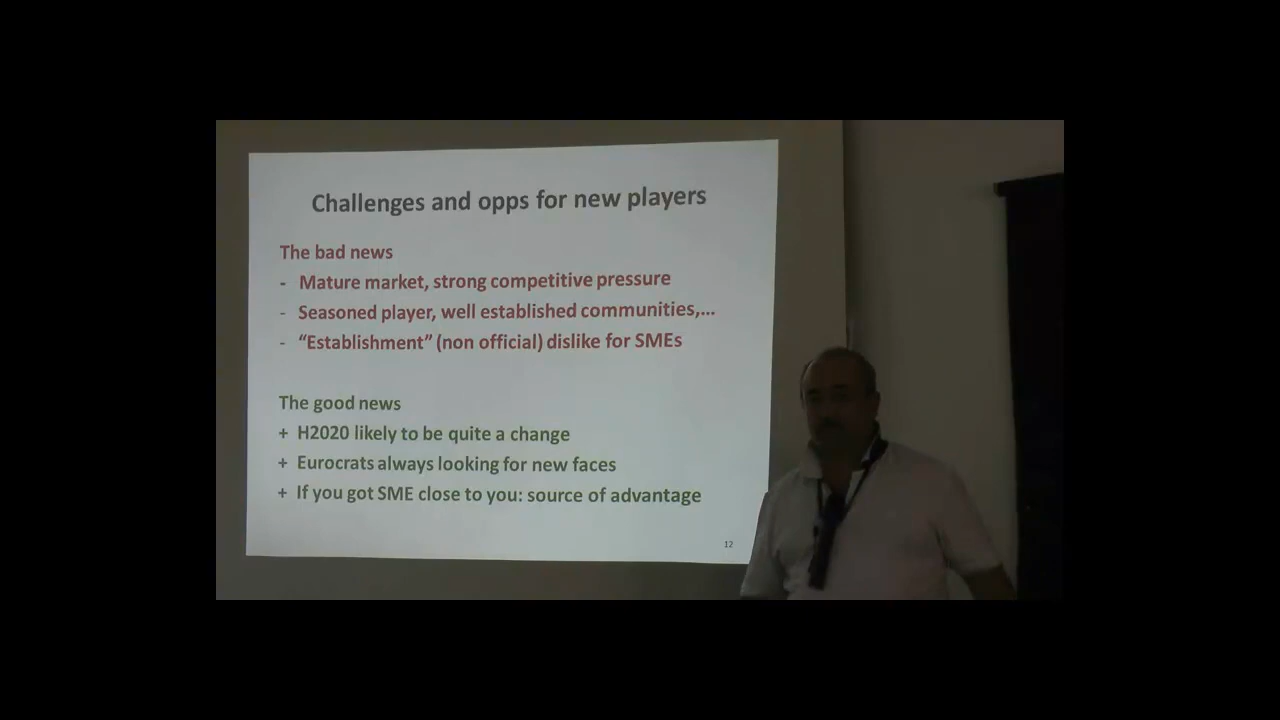 Challenges and opps for new players
The bad news
- Mature market, strong competitive pressure
- Seasoned player, well established communities,...
- “Establishment” (non official) dislike for SMEs
The good news
+ H2020 likely to be quite a change
+ Eurocrats always looking for new faces
+ If you got SME close to you: source of advantage
12